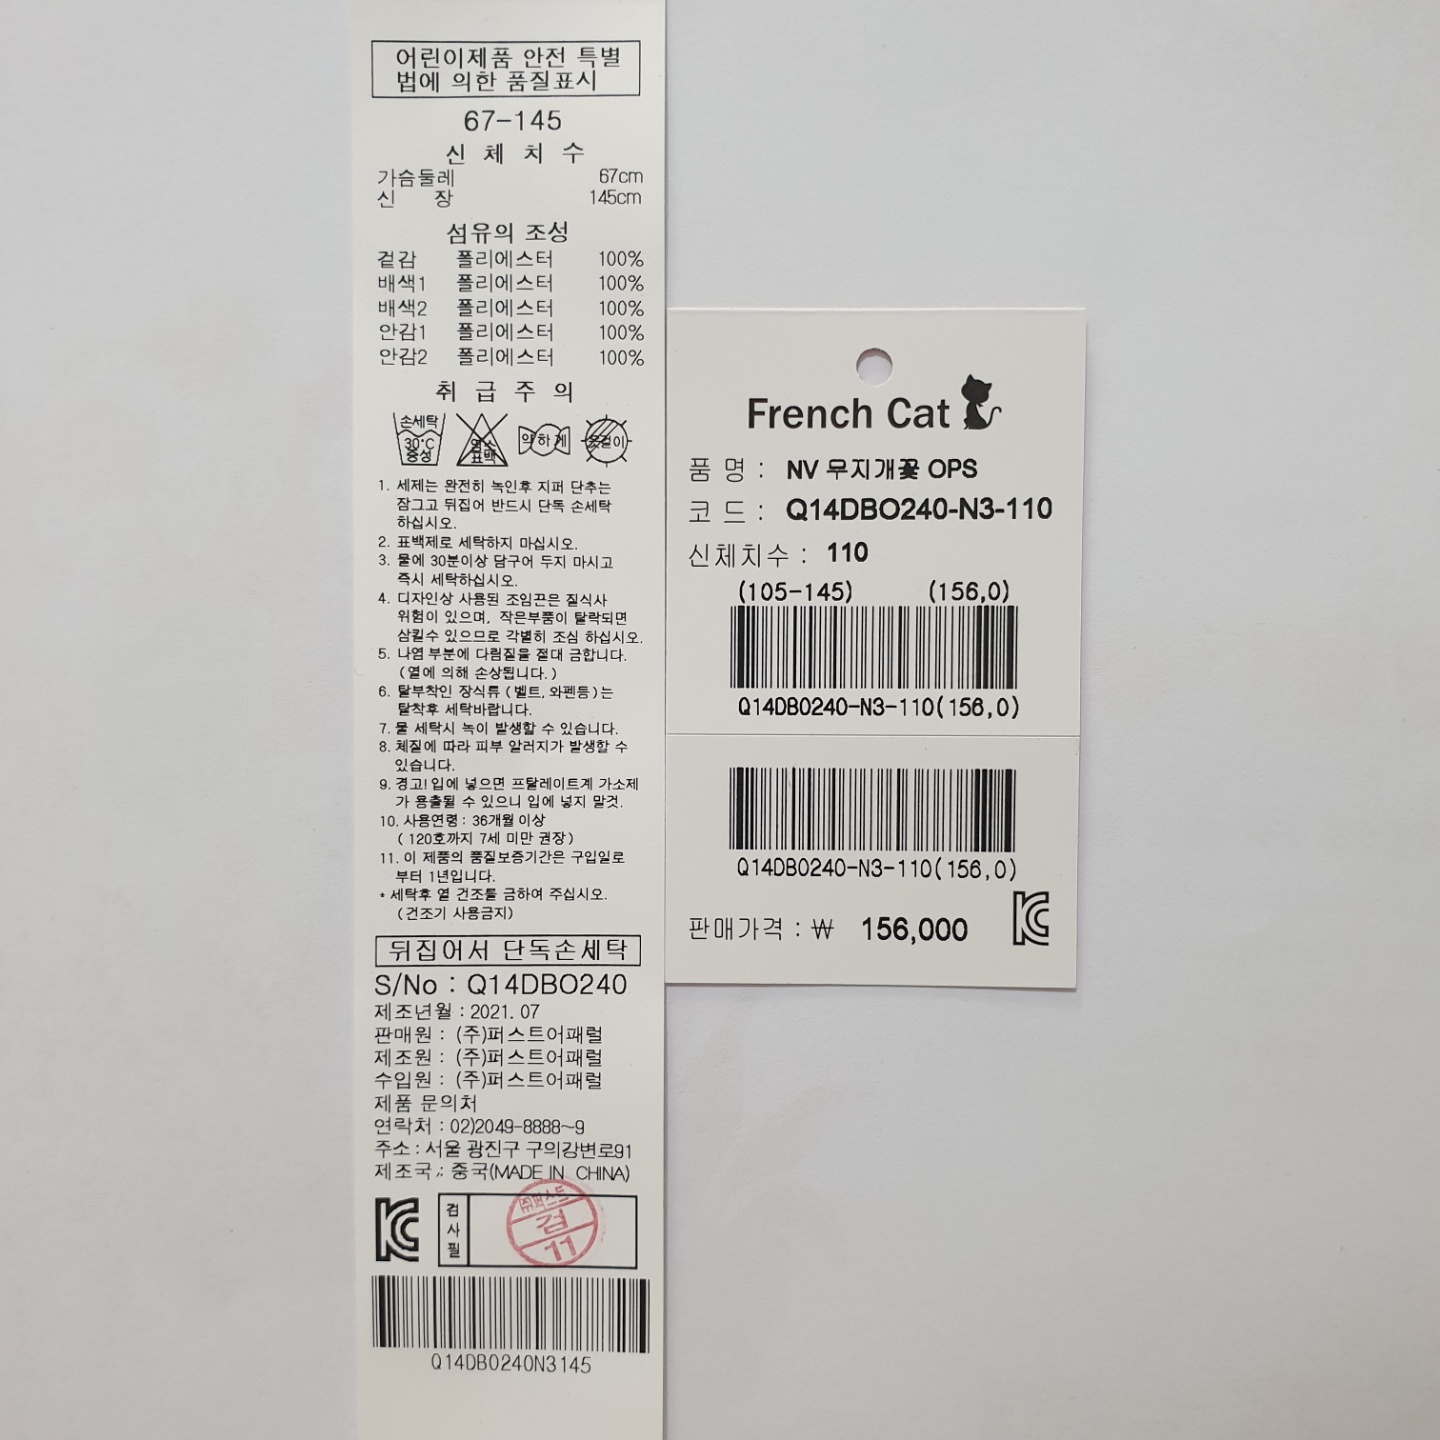 어린이제품 안전 특별
법에 의한 품질표시
67-145
신 체 치 수
가슴둘레 67cm
신 장 145cm
섬유의 조성
겉감 폴리에스터 100%
배색1 폴리에스터 100%
배색2 폴리에스터 100%
안감1 폴리에스터 100%
안감2 폴리에스터 100%
취 급 주 의
손세탁
30°C
중성
염소
표백
약하게
옷걸이
1. 세제는 완전히 녹인후 지퍼 단추는
잠그고 뒤집어 반드시 단독 손세탁
하십시오.
2. 표백제로 세탁하지 마십시오.
3. 물에 30분이상 담구어 두지 마시고
즉시 세탁하십시오.
4. 디자인상 사용된 조임끈은 질식사
위험이 있으며, 작은부품이 탈락되면
삼킬수 있으므로 각별히 조심 하십시오.
5. 나염 부분에 다림질을 절대 금합니다.
(열에 의해 손상됩니다.)
6. 탈부착인 장식류 (벨트, 와펜등)는
탈착후 세탁바랍니다.
7. 물 세탁시 녹이 발생할 수 있습니다.
8. 체질에 따라 피부 알러지가 발생할 수
있습니다.
9. 경고! 입에 넣으면 프탈레이트계 가소제
가 용출될 수 있으니 입에 넣지 말것.
10. 사용연령 : 36개월 이상
( 120호까지 7세 미만 권장)
11. 이 제품의 품질보증기간은 구입일로
부터 1년입니다.
* 세탁후 열 건조를 금하여 주십시오.
(건조기 사용금지)
뒤집어서 단독손세탁
S/No : Q14DBO240
제조년월 : 2021. 07
판매원 : (주)퍼스트어패럴
제조원 : (주)퍼스트어패럴
수입원 : (주)퍼스트어패럴
제품 문의처
연락처 : 02)2049-8888~9
주소 : 서울 광진구 구의강변로91
제조국 : 중국(MADE IN CHINA)
KC
검사필
(주)퍼스트
검
11
Q14DBO240N3145
French Cat
품 명 : NV 무지개꽃 OPS
코 드 : Q14DBO240-N3-110
신체치수 : 110
(105-145) (156,0)
Q14DBO240-N3-110(156,0)
Q14DBO240-N3-110(156,0)
판매가격 : ₩ 156,000
KC